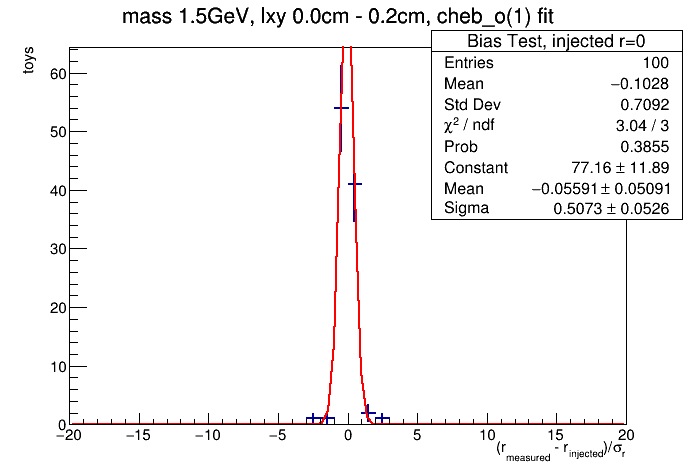 mass 1.5GeV, lxy 0.0cm - 0.2cm, cheb_o(1) fit
Bias Test, injected r=0
Entries 100
Mean −0.1028
Std Dev 0.7092
χ² / ndf 3.04 / 3
Prob 0.3855
Constant 77.16 ± 11.89
Mean −0.05591 ± 0.05091
Sigma 0.5073 ± 0.0526
toys
60
50
40
30
20
10
0
−20 −15 −10 −5 0 5 10 15 20
(r_measured - r_injected)/σ_r